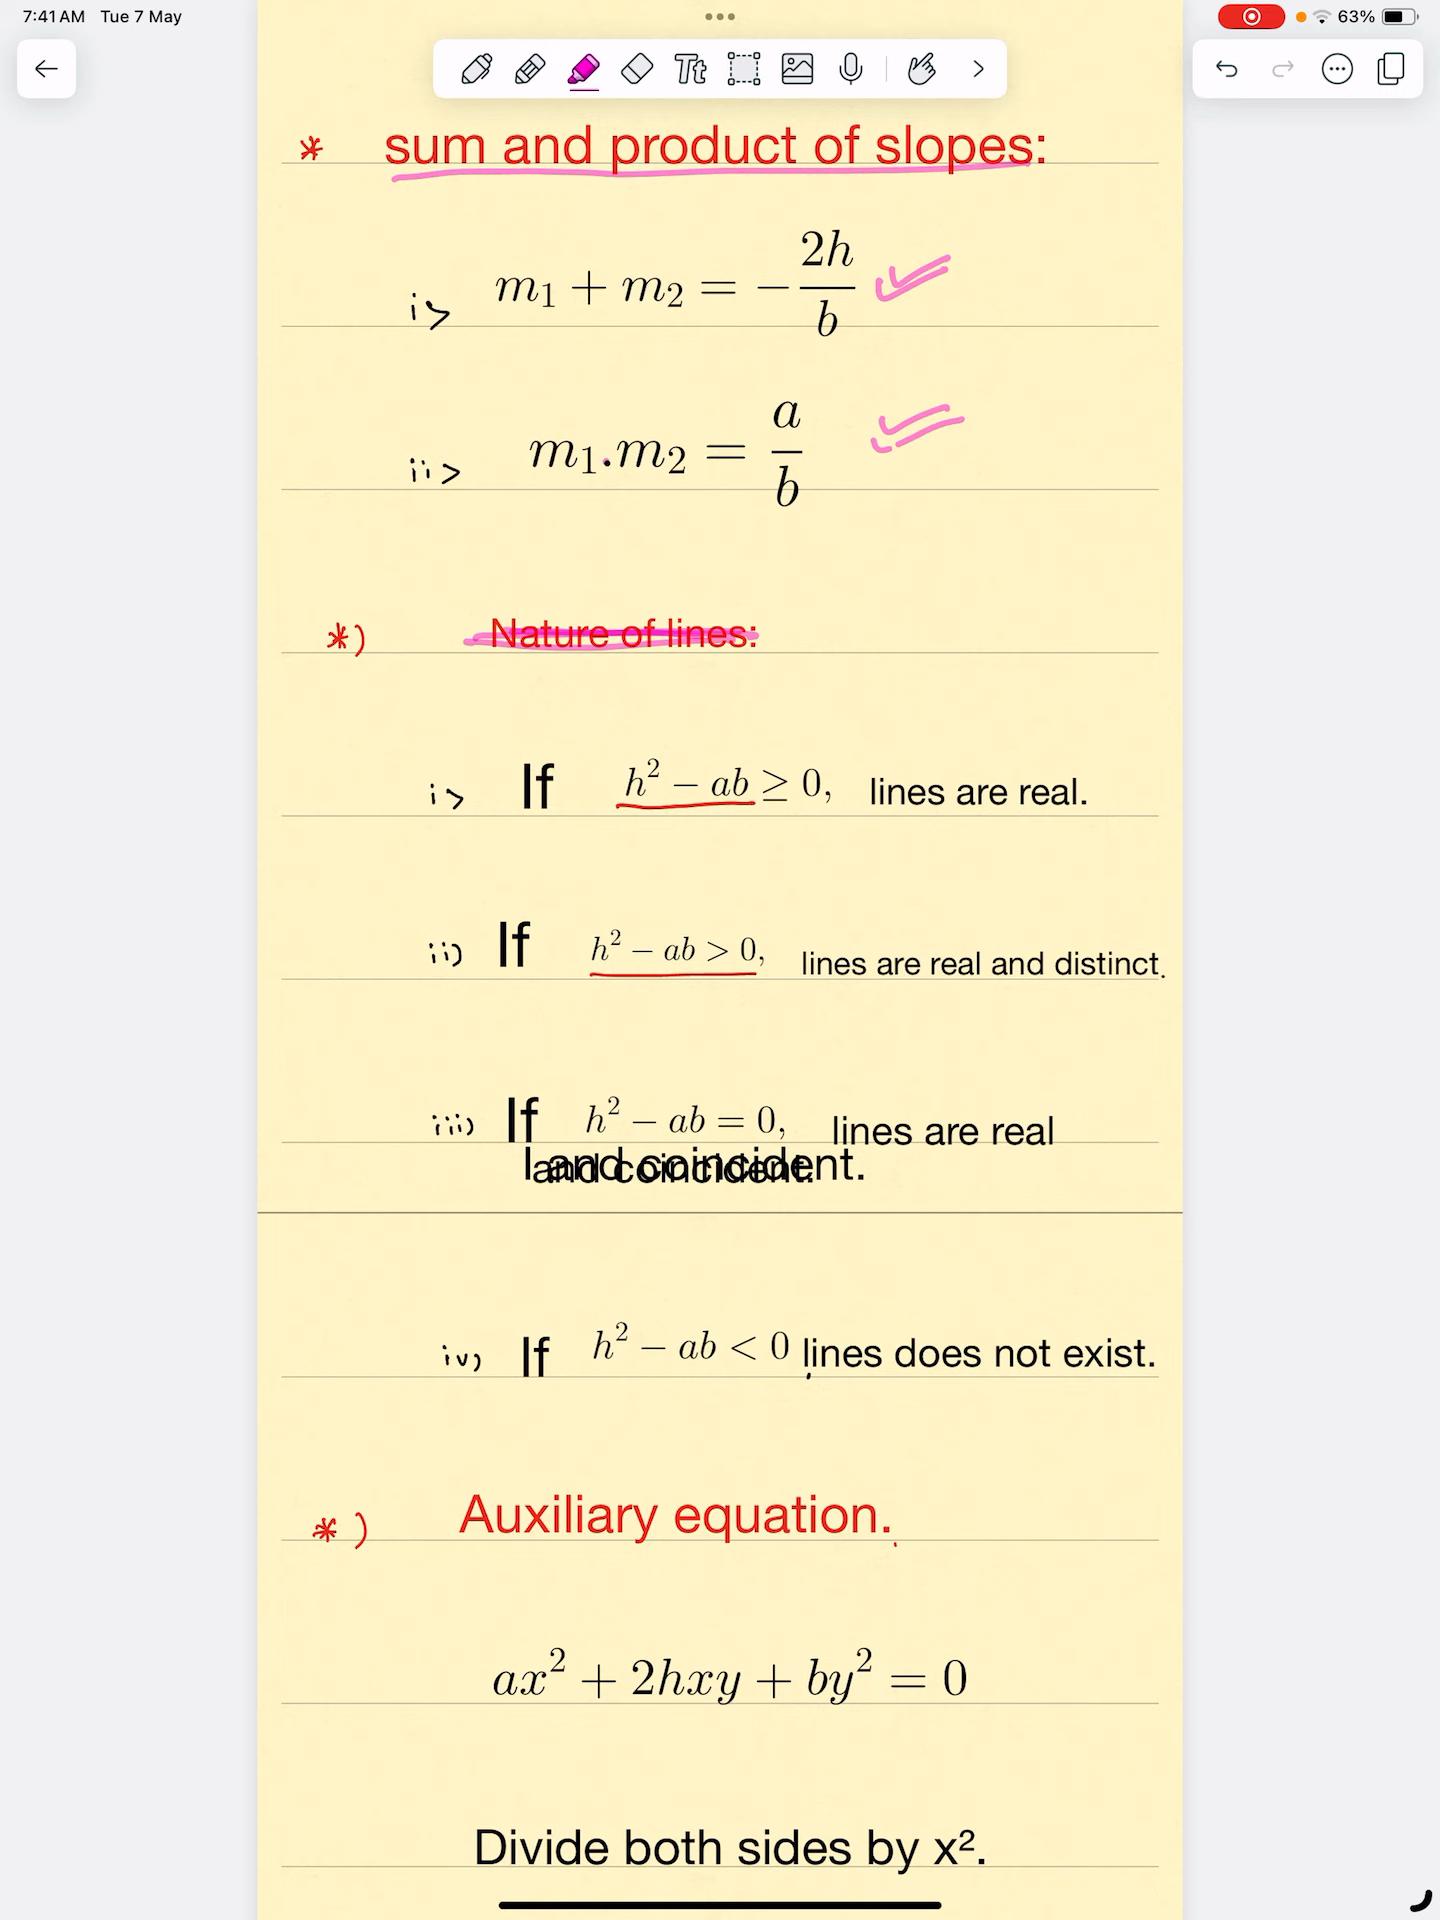 7:41 AM Tue 7 May
63%
Tt
* sum and product of slopes:
i> m₁ + m₂ = −2h/b
ii> m₁.m₂ = a/b
*) Nature of lines:
i> If h² − ab ≥ 0, lines are real.
ii) If h² − ab > 0, lines are real and distinct.
iii) If h² − ab = 0, lines are real
and coincident.
and coincident.
iv) If h² − ab < 0, lines does not exist.
*) Auxiliary equation.
ax² + 2hxy + by² = 0
Divide both sides by x².